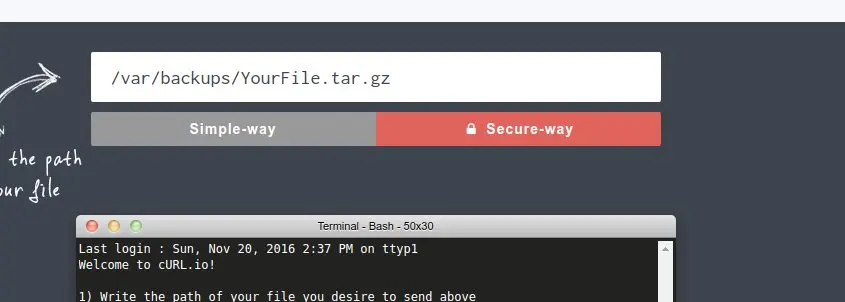 /var/backups/YourFile.tar.gz
Simple-way
Secure-way
the path
our file
Terminal - Bash - 50x30
Last login : Sun, Nov 20, 2016 2:37 PM on ttyp1
Welcome to cURL.io!
1) Write the path of your file you desire to send above